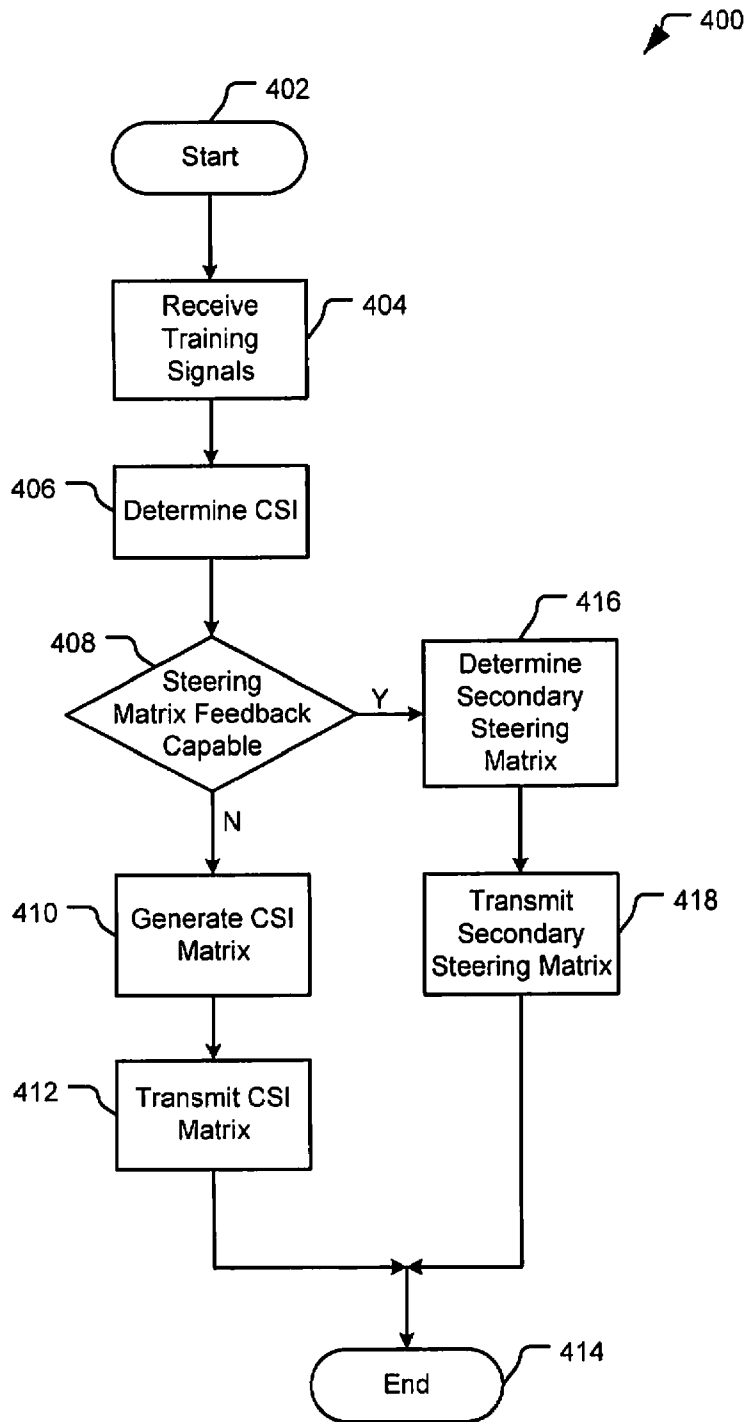 400
402
Start
Receive
Training
Signals
404
406
Determine CSI
408
Steering
Matrix Feedback
Capable
Y
N
416
Determine
Secondary
Steering
Matrix
410
Generate CSI
Matrix
Transmit
Secondary
Steering Matrix
418
412
Transmit CSI
Matrix
End
414